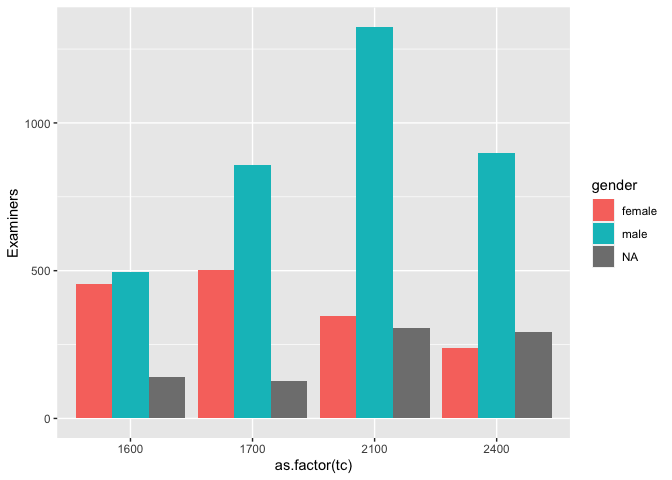 Examiners
1000
500
0
1600 1700 2100 2400
as.factor(tc)
gender
female
male
NA